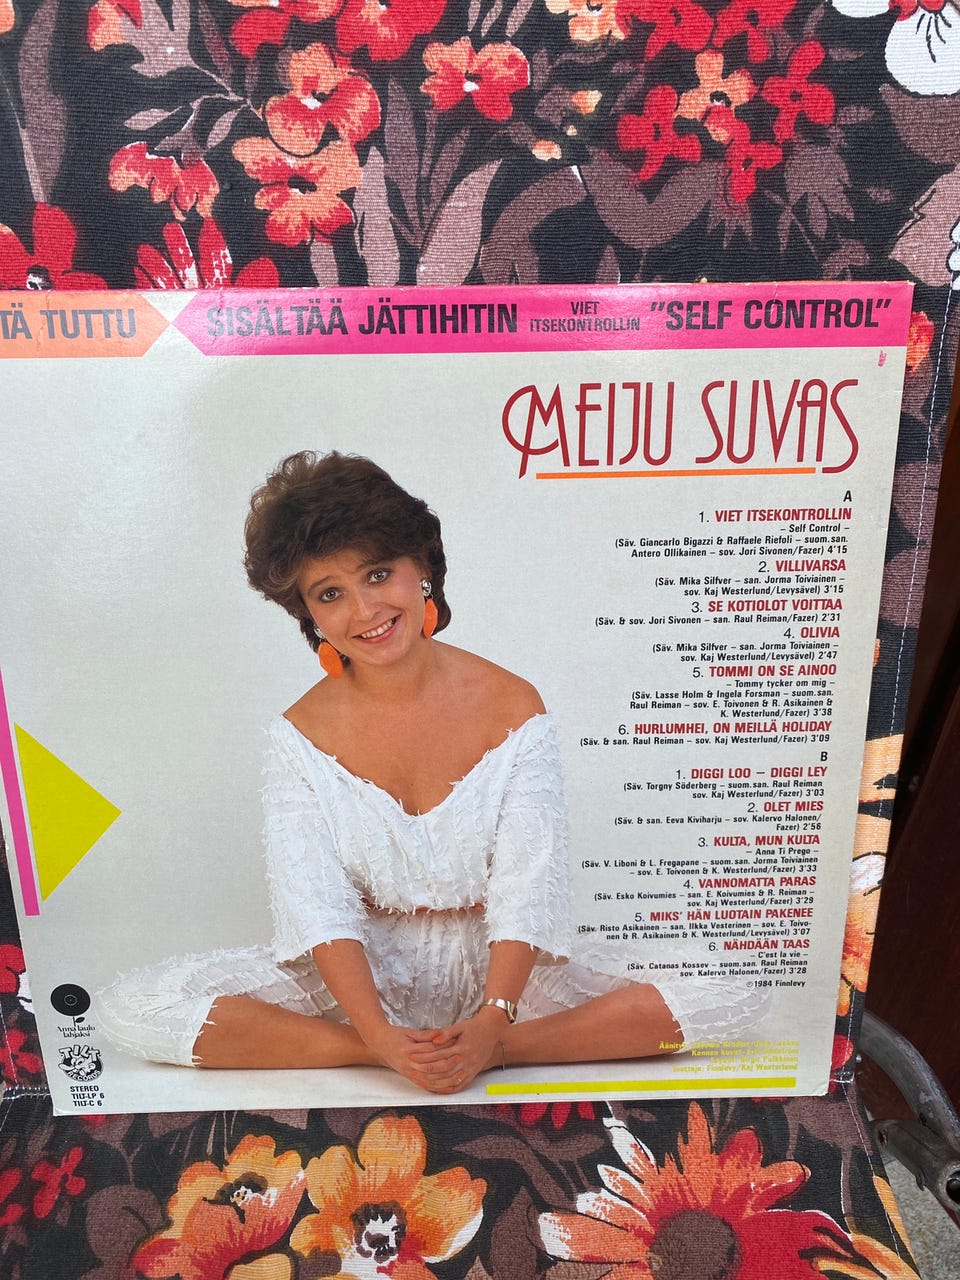 TÄ TUTTU
SISÄLTÄÄ JÄTTIHITIN VIET ITSEKONTROLLIN "SELF CONTROL"
MEIJU SUVAS
A
1. VIET ITSEKONTROLLIN
– Self Control –
(Säv. Giancarlo Bigazzi & Raffaele Riefoli – suom.san.
Antero Ollikainen – sov. Jori Sivonen/Fazer) 4'15
2. VILLIVARSA
(Säv. Mika Silfver – san. Jorma Toiviainen –
sov. Kaj Westerlund/Levysävel) 3'15
3. SE KOTIOLOT VOITTAA
(Säv. & sov. Jori Sivonen – san. Raul Reiman/Fazer) 2'31
4. OLIVIA
(Säv. Mika Silfver – san. Jorma Toiviainen –
sov. Kaj Westerlund/Levysävel) 2'47
5. TOMMI ON SE AINOO
– Tommy tycker om mig –
(Säv. Lasse Holm & Ingela Forsman – suom.san.
Raul Reiman – sov. E. Toivonen & R. Asikainen &
K. Westerlund/Fazer) 3'38
6. HURLUMHEI, ON MEILLÄ HOLIDAY
(Säv. & san. Raul Reiman – sov. Kaj Westerlund/Fazer) 3'09
B
1. DIGGI LOO – DIGGI LEY
(Säv. Torgny Söderberg – suom.san. Raul Reiman
sov. Kaj Westerlund/Fazer) 3'03
2. OLET MIES
(Säv. & san. Eeva Kiviharju – sov. Kalervo Halonen/
Fazer) 2'56
3. KULTA, MUN KULTA
– Anna Ti Prego –
(Säv. V. Liboni & L. Fregapane – suom.san. Jorma Toiviainen
– sov. E. Toivonen & K. Westerlund/Fazer) 3'33
4. VANNOMATTA PARAS
(Säv. Esko Koivumies – san. E. Koivumies & R. Reiman –
sov. Kaj Westerlund/Fazer) 3'29
5. MIKS' HÄN LUOTAIN PAKENEE
(Säv. Risto Asikainen – san. Ilkka Vesterinen – sov. E. Toivo-
nen & R. Asikainen & K. Westerlund/Levysävel) 3'07
6. NÄHDÄÄN TAAS
– C'est la vie –
(Säv. Catanas Kossev – suom.san. Raul Reiman
sov. Kalervo Halonen/Fazer) 3'28
©1984 Finnlevy
Kannen kuvat:
Tuottaja: Finnlevy/Kaj Westerlund
Anna laulu
lahjaksi
TILT
RECORDS
STEREO
TILT-LP 6
TILT-C 6